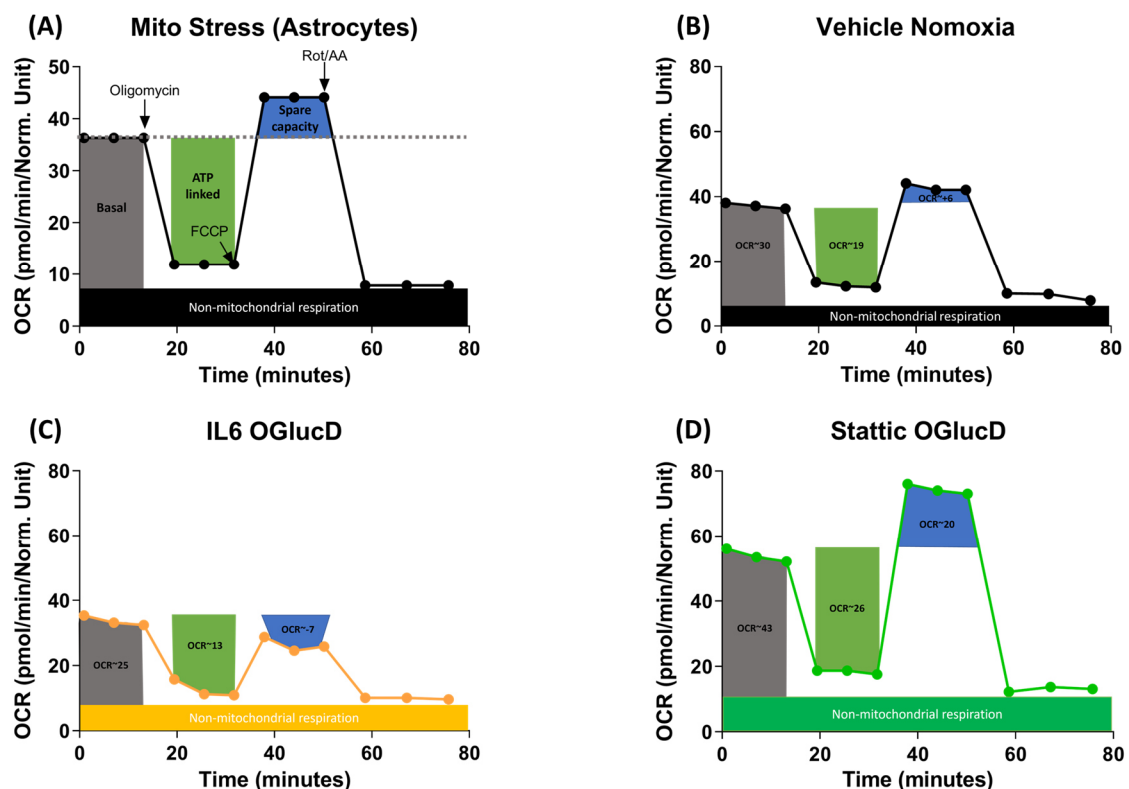 (A)
Mito Stress (Astrocytes)
OCR (pmol/min/Norm. Unit)
50
40
30
20
10
0
Oligomycin
Rot/AA
Spare
capacity
ATP
linked
Basal
FCCP
Non-mitochondrial respiration
0
20
40
60
80
Time (minutes)
(B)
Vehicle Nomoxia
OCR (pmol/min/Norm. Unit)
80
60
40
20
0
OCR~+6
OCR~30
OCR~19
Non-mitochondrial respiration
0
20
40
60
80
Time (minutes)
(C)
IL6 OGlucD
OCR (pmol/min/Norm. Unit)
80
60
40
20
0
OCR~-7
OCR~13
OCR~25
Non-mitochondrial respiration
0
20
40
60
80
Time (minutes)
(D)
Stattic OGlucD
OCR (pmol/min/Norm. Unit)
80
60
40
20
0
OCR~20
OCR~26
OCR~43
Non-mitochondrial respiration
0
20
40
60
80
Time (minutes)